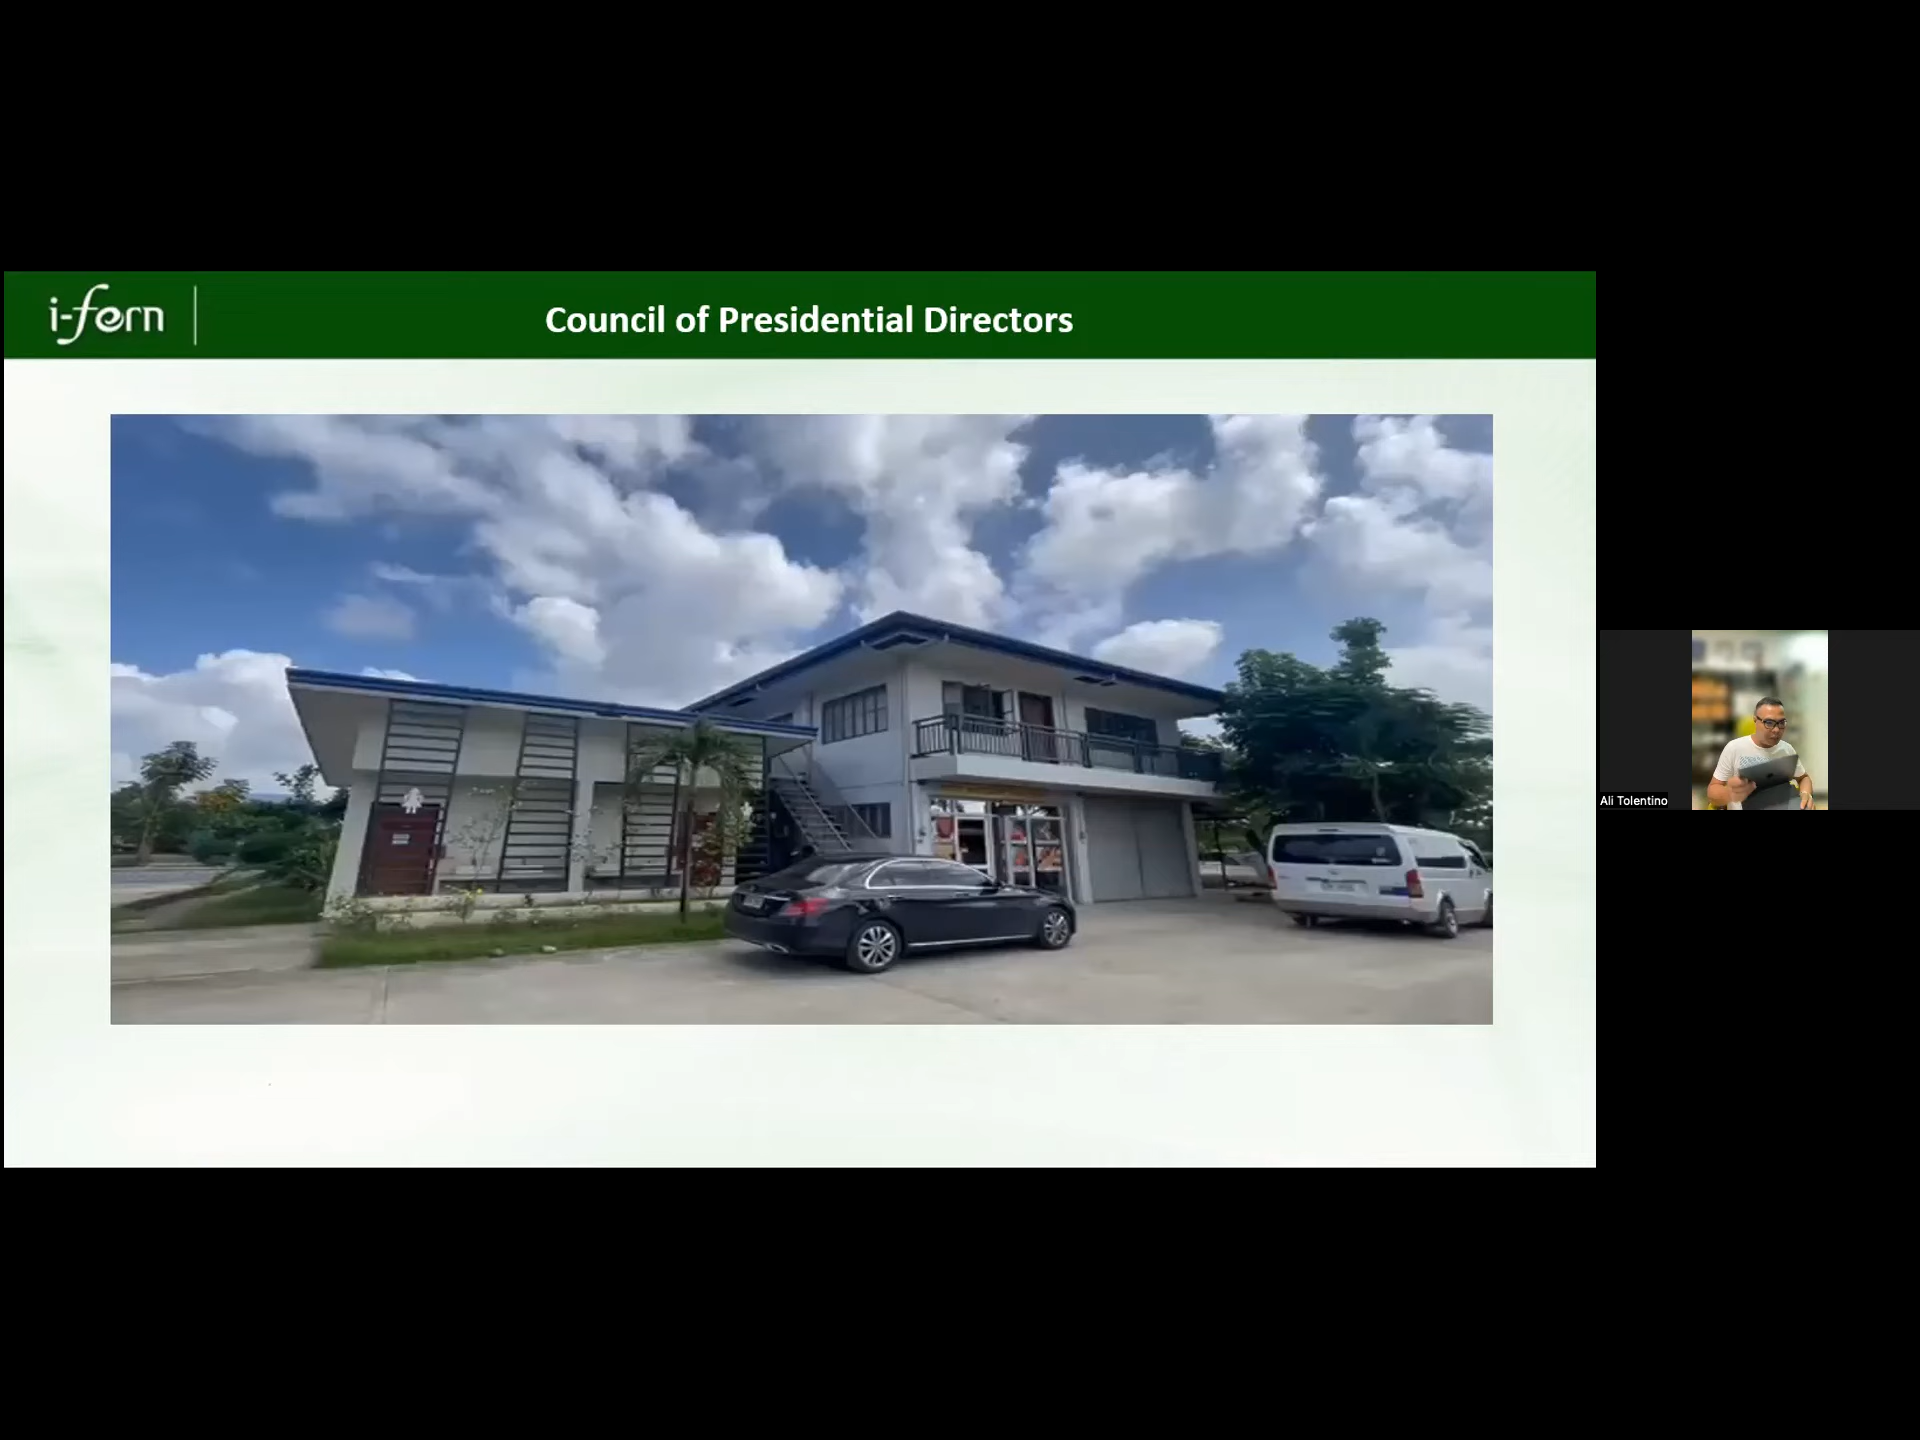 i-fern
Council of Presidential Directors
Ali Tolentino